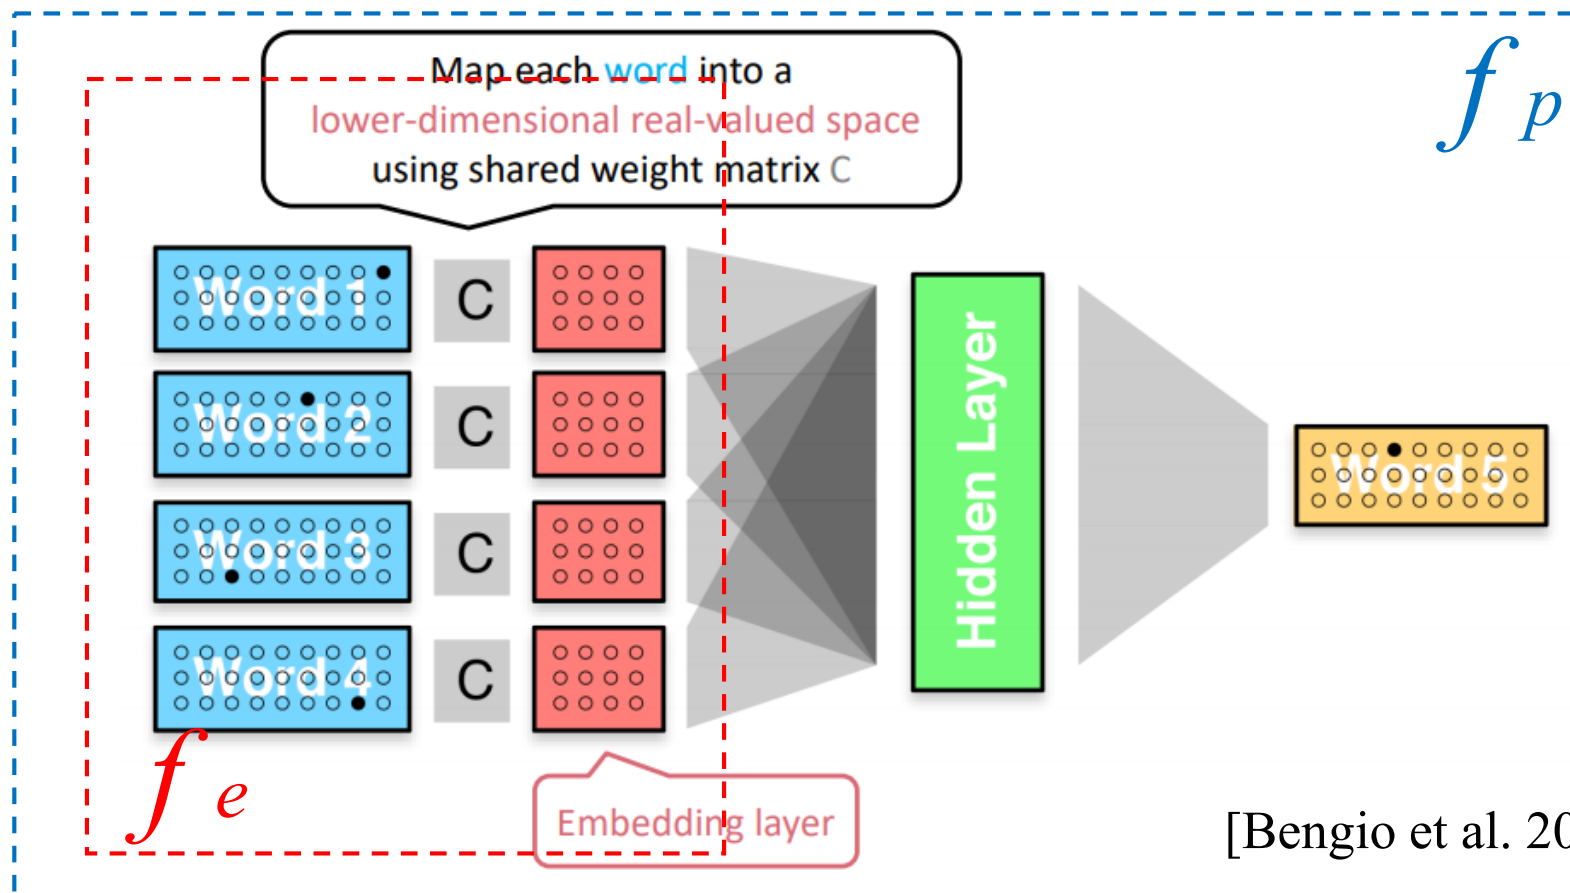 Map each word into a
lower-dimensional real-valued space
using shared weight matrix C
f p
Word 1
C
Word 2
C
Word 3
C
Word 4
C
Hidden Layer
Word 5
f e
Embedding layer
[Bengio et al. 20